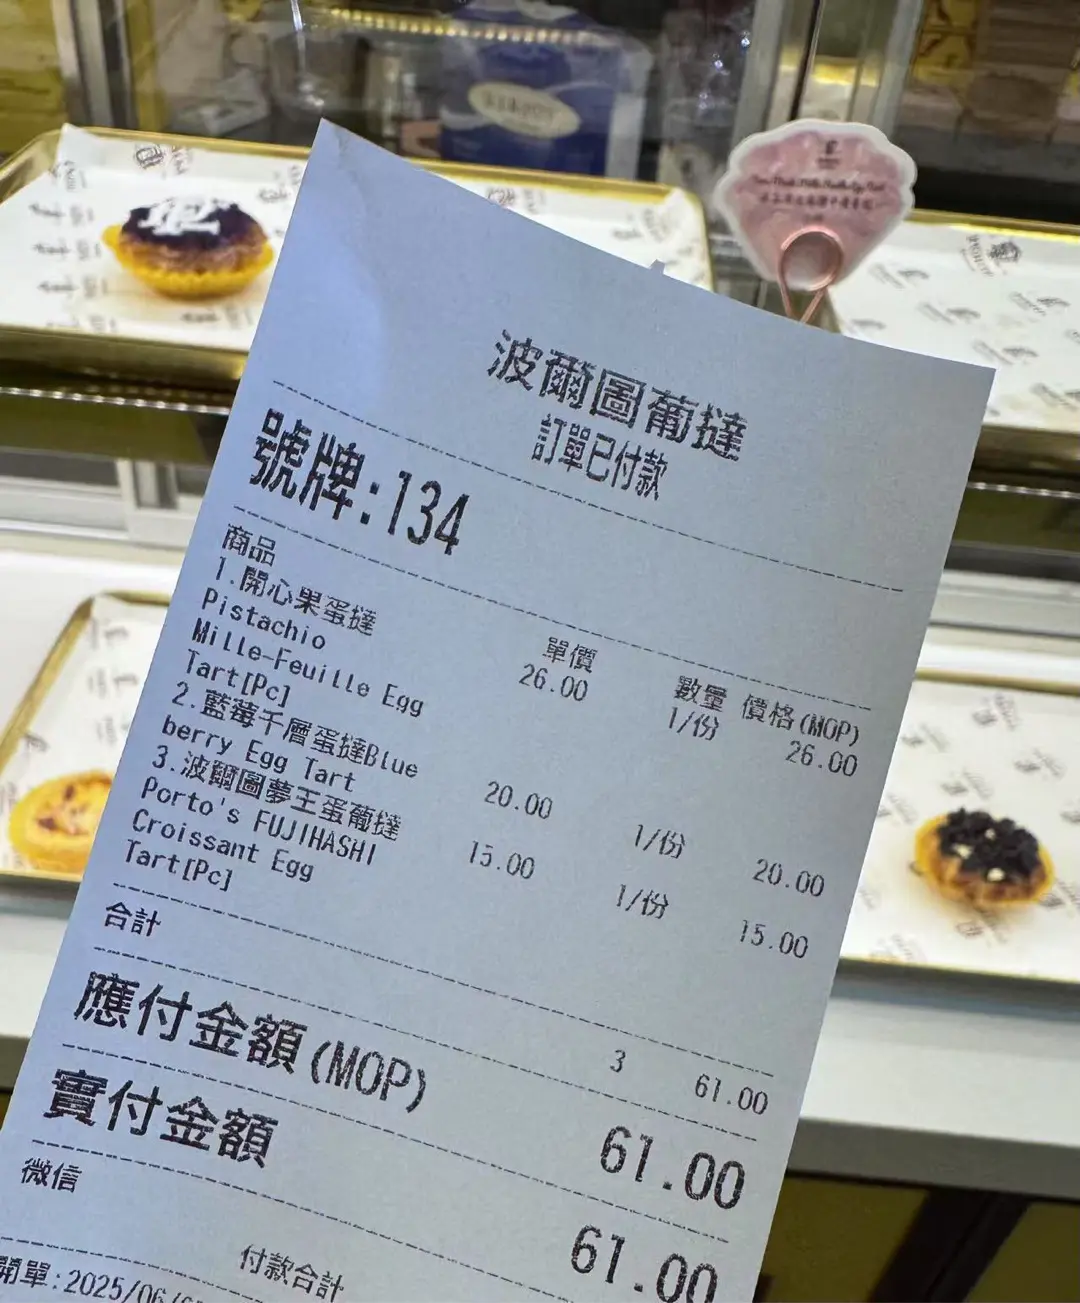 波爾圖葡撻
訂單已付款
號牌:134
商品 單價 數量 價格(MOP)
1.開心果蛋撻 26.00 1/份 26.00
Pistachio
Mille-Feuille Egg
Tart[Pc]
2.藍莓千層蛋撻Blue 20.00 1/份 20.00
berry Egg Tart
3.波爾圖夢王蛋葡撻 15.00 1/份 15.00
Porto's FUJIHASHI
Croissant Egg
Tart[Pc]
合計 3 61.00
應付金額(MOP) 61.00
實付金額 61.00
微信
付款合計
開單:2025/06/